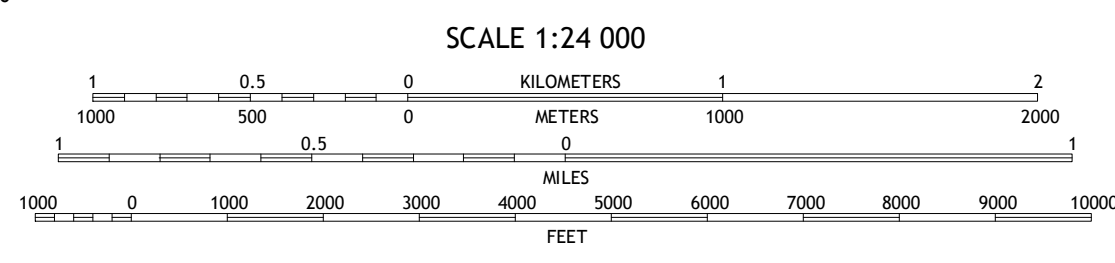 SCALE 1:24 000
1 0.5 0 KILOMETERS 1 2
1000 500 0 METERS 1000 2000
1 0.5 0 1
MILES
1000 0 1000 2000 3000 4000 5000 6000 7000 8000 9000 10000
FEET